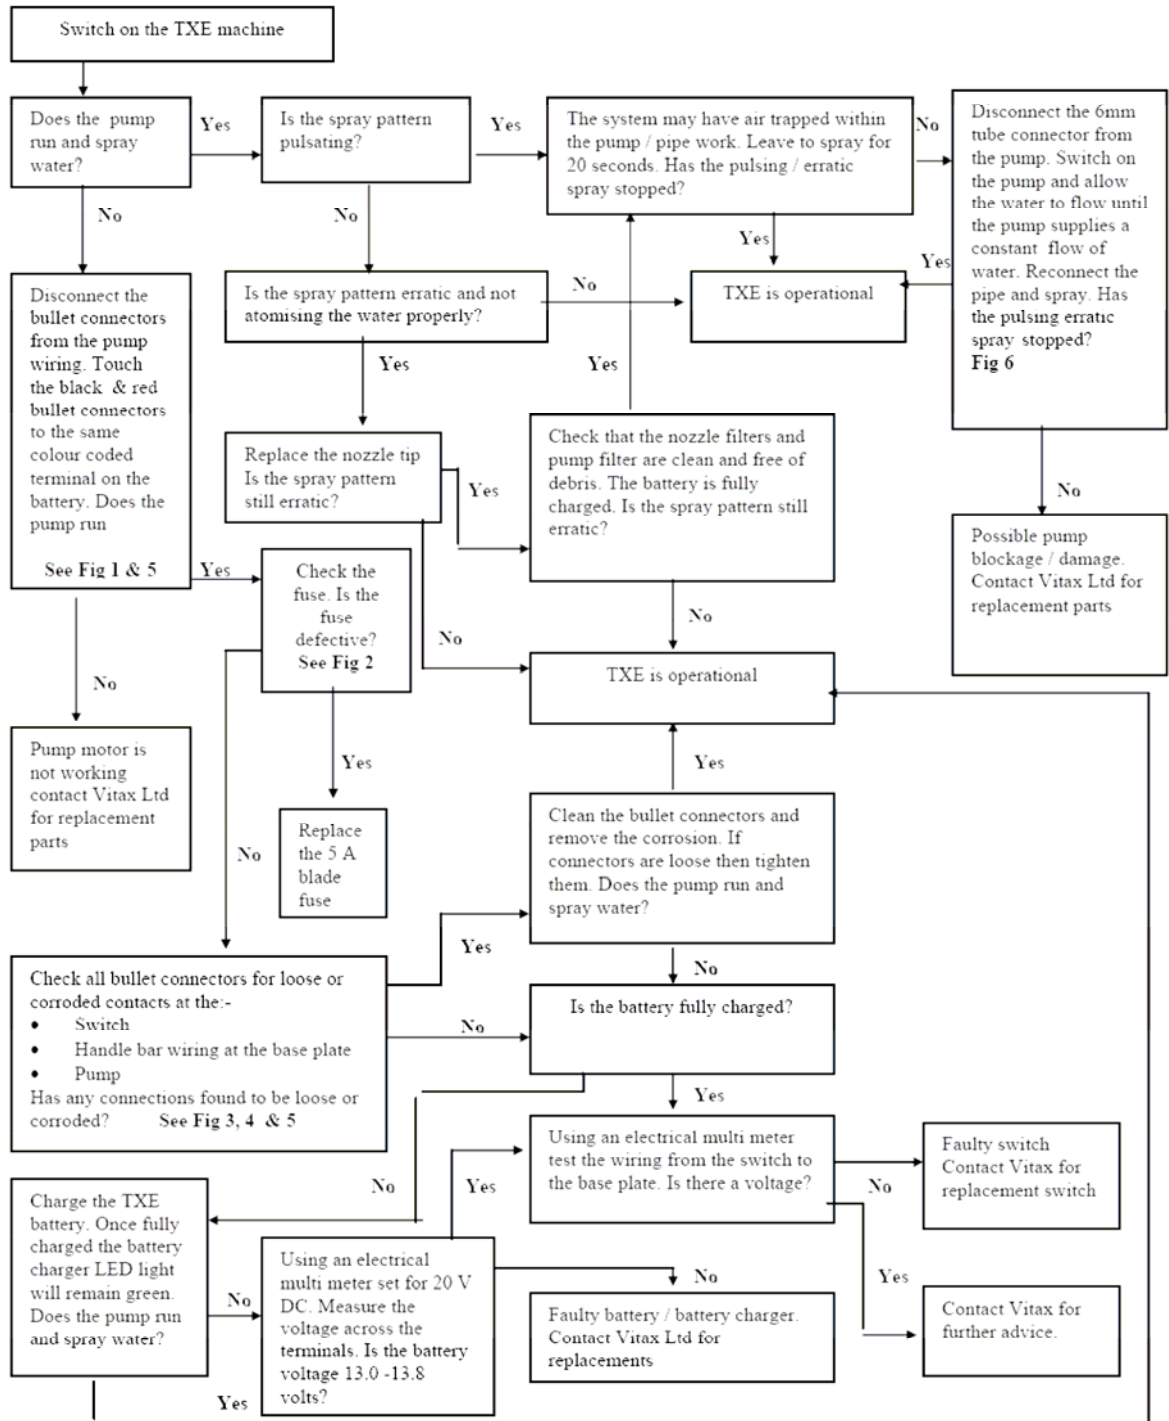 Switch on the TXE machine
Does the pump
run and spray
water?
Yes
Is the spray pattern
pulsating?
Yes
The system may have air trapped within
the pump / pipe work. Leave to spray for
20 seconds. Has the pulsing / erratic
spray stopped?
No
Disconnect the 6mm
tube connector from
the pump. Switch on
the pump and allow
the water to flow until
the pump supplies a
constant flow of
water. Reconnect the
pipe and spray. Has
the pulsing erratic
spray stopped?
Fig 6
No
No
Yes
Yes
Disconnect the
bullet connectors
from the pump
wiring. Touch
the black & red
bullet connectors
to the same
colour coded
terminal on the
battery. Does the
pump run
See Fig 1 & 5
Is the spray pattern erratic and not
atomising the water properly?
No
TXE is operational
Yes
Yes
Replace the nozzle tip
Is the spray pattern
still erratic?
Yes
Check that the nozzle filters and
pump filter are clean and free of
debris. The battery is fully
charged. Is the spray pattern still
erratic?
No
Possible pump
blockage / damage.
Contact Vitax Ltd for
replacement parts
Yes
Check the
fuse. Is the
fuse
defective?
See Fig 2
No
No
TXE is operational
No
Pump motor is
not working
contact Vitax Ltd
for replacement
parts
Yes
Yes
Replace
the 5 A
blade
fuse
No
Clean the bullet connectors and
remove the corrosion. If
connectors are loose then tighten
them. Does the pump run and
spray water?
Yes
No
Check all bullet connectors for loose or
corroded contacts at the:-
• Switch
• Handle bar wiring at the base plate
• Pump
Has any connections found to be loose or
corroded? See Fig 3, 4 & 5
No
Is the battery fully charged?
Yes
No
Using an electrical multi meter
test the wiring from the switch to
the base plate. Is there a voltage?
No
Faulty switch
Contact Vitax for
replacement switch
Yes
Charge the TXE
battery. Once fully
charged the battery
charger LED light
will remain green.
Does the pump run
and spray water?
No
Using an electrical
multi meter set for 20 V
DC. Measure the
voltage across the
terminals. Is the battery
voltage 13.0 -13.8
volts?
No
Faulty battery / battery charger.
Contact Vitax Ltd for
replacements
Yes
Contact Vitax for
further advice.
Yes